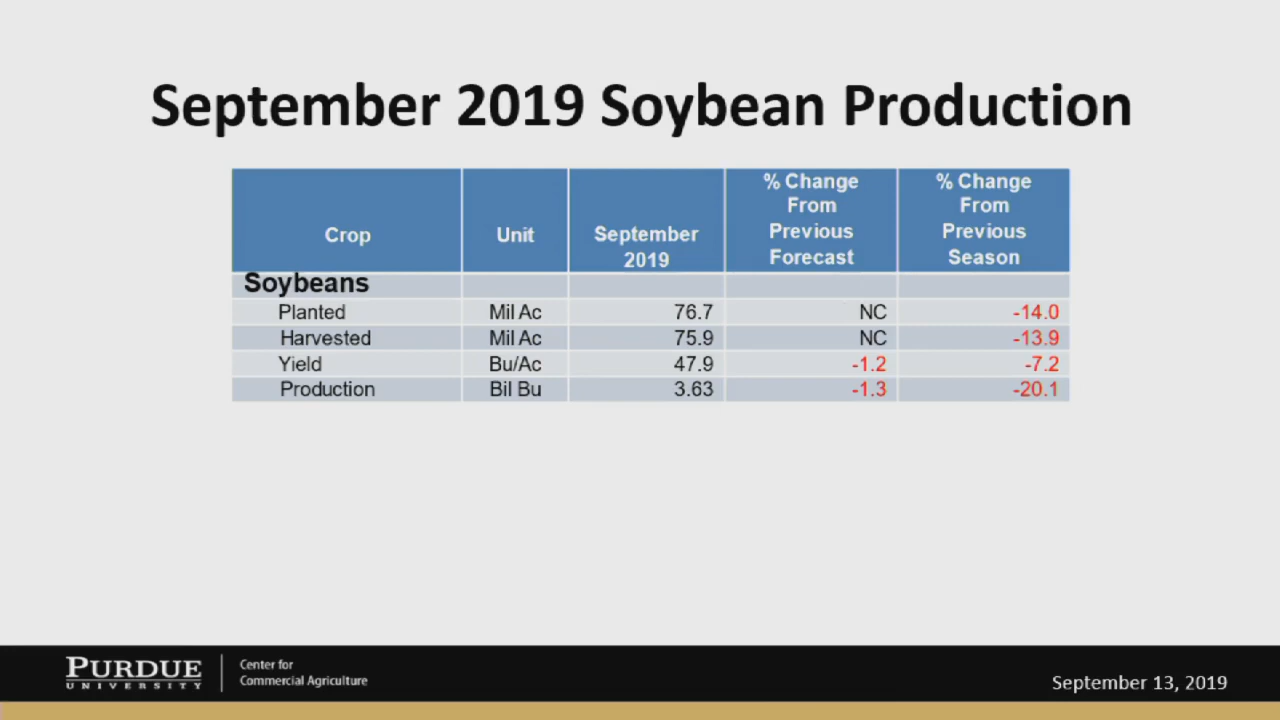 September 2019 Soybean Production
Crop Unit September 2019 % Change From Previous Forecast % Change From Previous Season
Soybeans
Planted Mil Ac 76.7 NC -14.0
Harvested Mil Ac 75.9 NC -13.9
Yield Bu/Ac 47.9 -1.2 -7.2
Production Bil Bu 3.63 -1.3 -20.1
PURDUE
UNIVERSITY
Center for
Commercial Agriculture
September 13, 2019